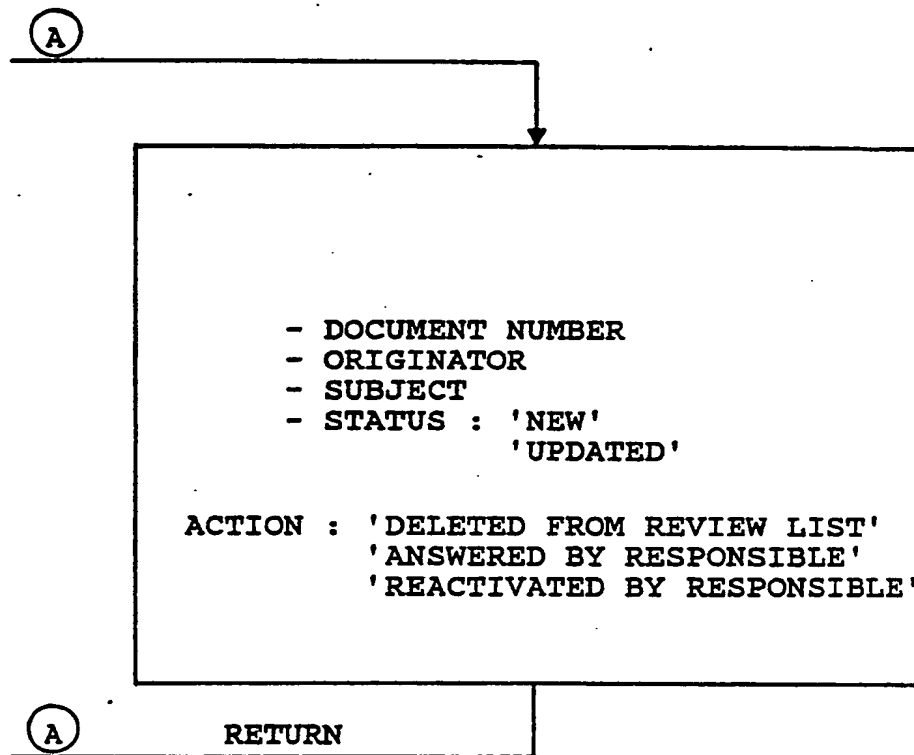 A
- DOCUMENT NUMBER
- ORIGINATOR
- SUBJECT
- STATUS : 'NEW'
'UPDATED'
ACTION : 'DELETED FROM REVIEW LIST'
'ANSWERED BY RESPONSIBLE'
'REACTIVATED BY RESPONSIBLE'
A RETURN